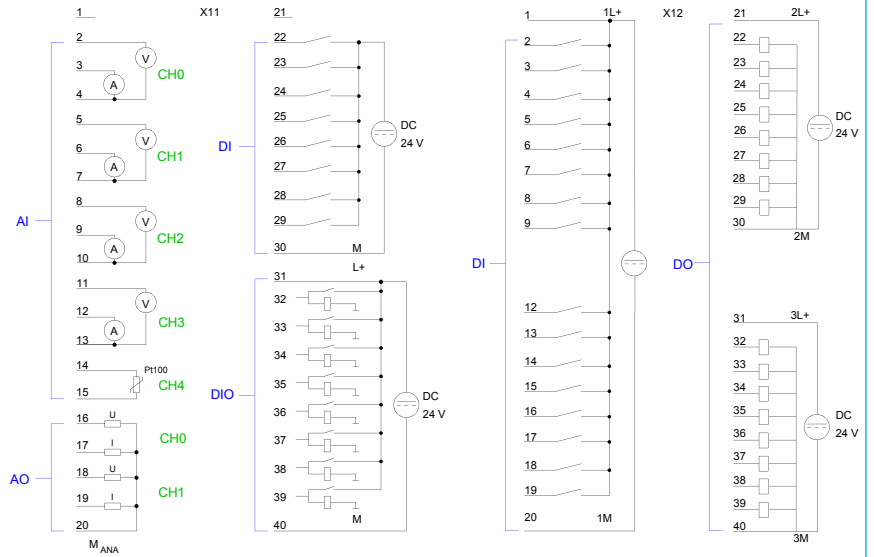 1
X11
2
V
3
A
CH0
4
5
V
6
A
CH1
7
AI
8
V
9
A
CH2
10
11
V
12
A
CH3
13
14
Pt100
CH4
15
16
U
CH0
17
I
AO
18
U
CH1
19
I
20
M ANA
21
22
23
24
25
DC
24 V
DI
26
27
28
29
30
M
31
L+
32
33
34
35
DIO
DC
24 V
36
37
38
39
40
M
1
1L+
X12
2
3
4
5
6
7
8
9
DI
12
13
14
15
16
17
18
19
20
1M
21
2L+
22
23
24
25
DC
24 V
26
27
28
29
30
2M
DO
31
3L+
32
33
34
35
DC
24 V
36
37
38
39
40
3M